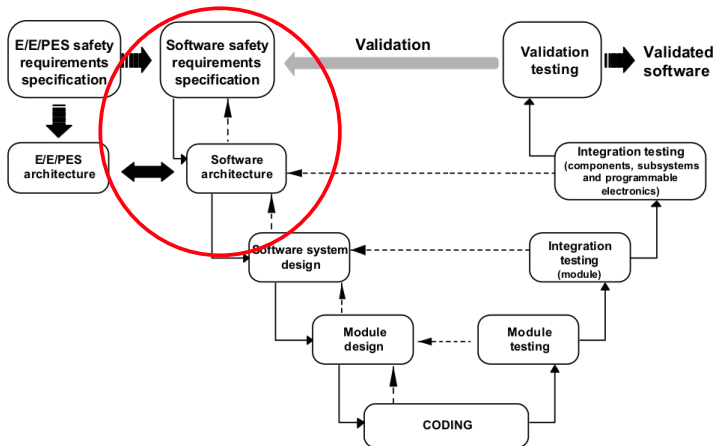 E/E/PES safety
requirements
specification
Software safety
requirements
specification
Validation
Validation
testing
Validated
software
E/E/PES
architecture
Software
architecture
Integration testing
(components, subsystems
and programmable
electronics)
Software system
design
Integration
testing
(module)
Module
design
Module
testing
CODING